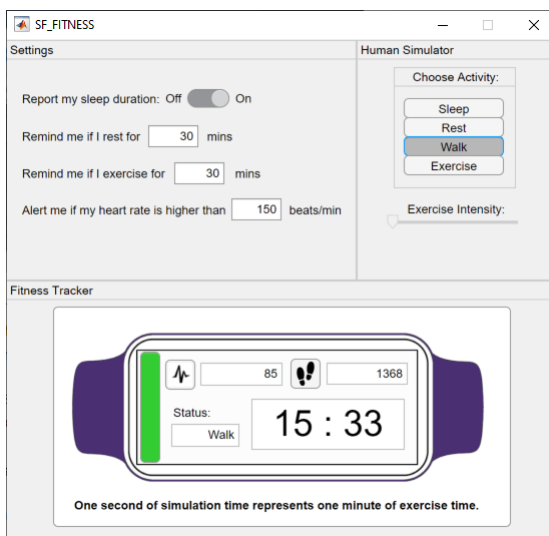 SF_FITNESS
Settings
Report my sleep duration: Off On
Remind me if I rest for 30 mins
Remind me if I exercise for 30 mins
Alert me if my heart rate is higher than 150 beats/min
Human Simulator
Choose Activity:
Sleep
Rest
Walk
Exercise
Exercise Intensity:
Fitness Tracker
85 1368
Status:
Walk
15 : 33
One second of simulation time represents one minute of exercise time.